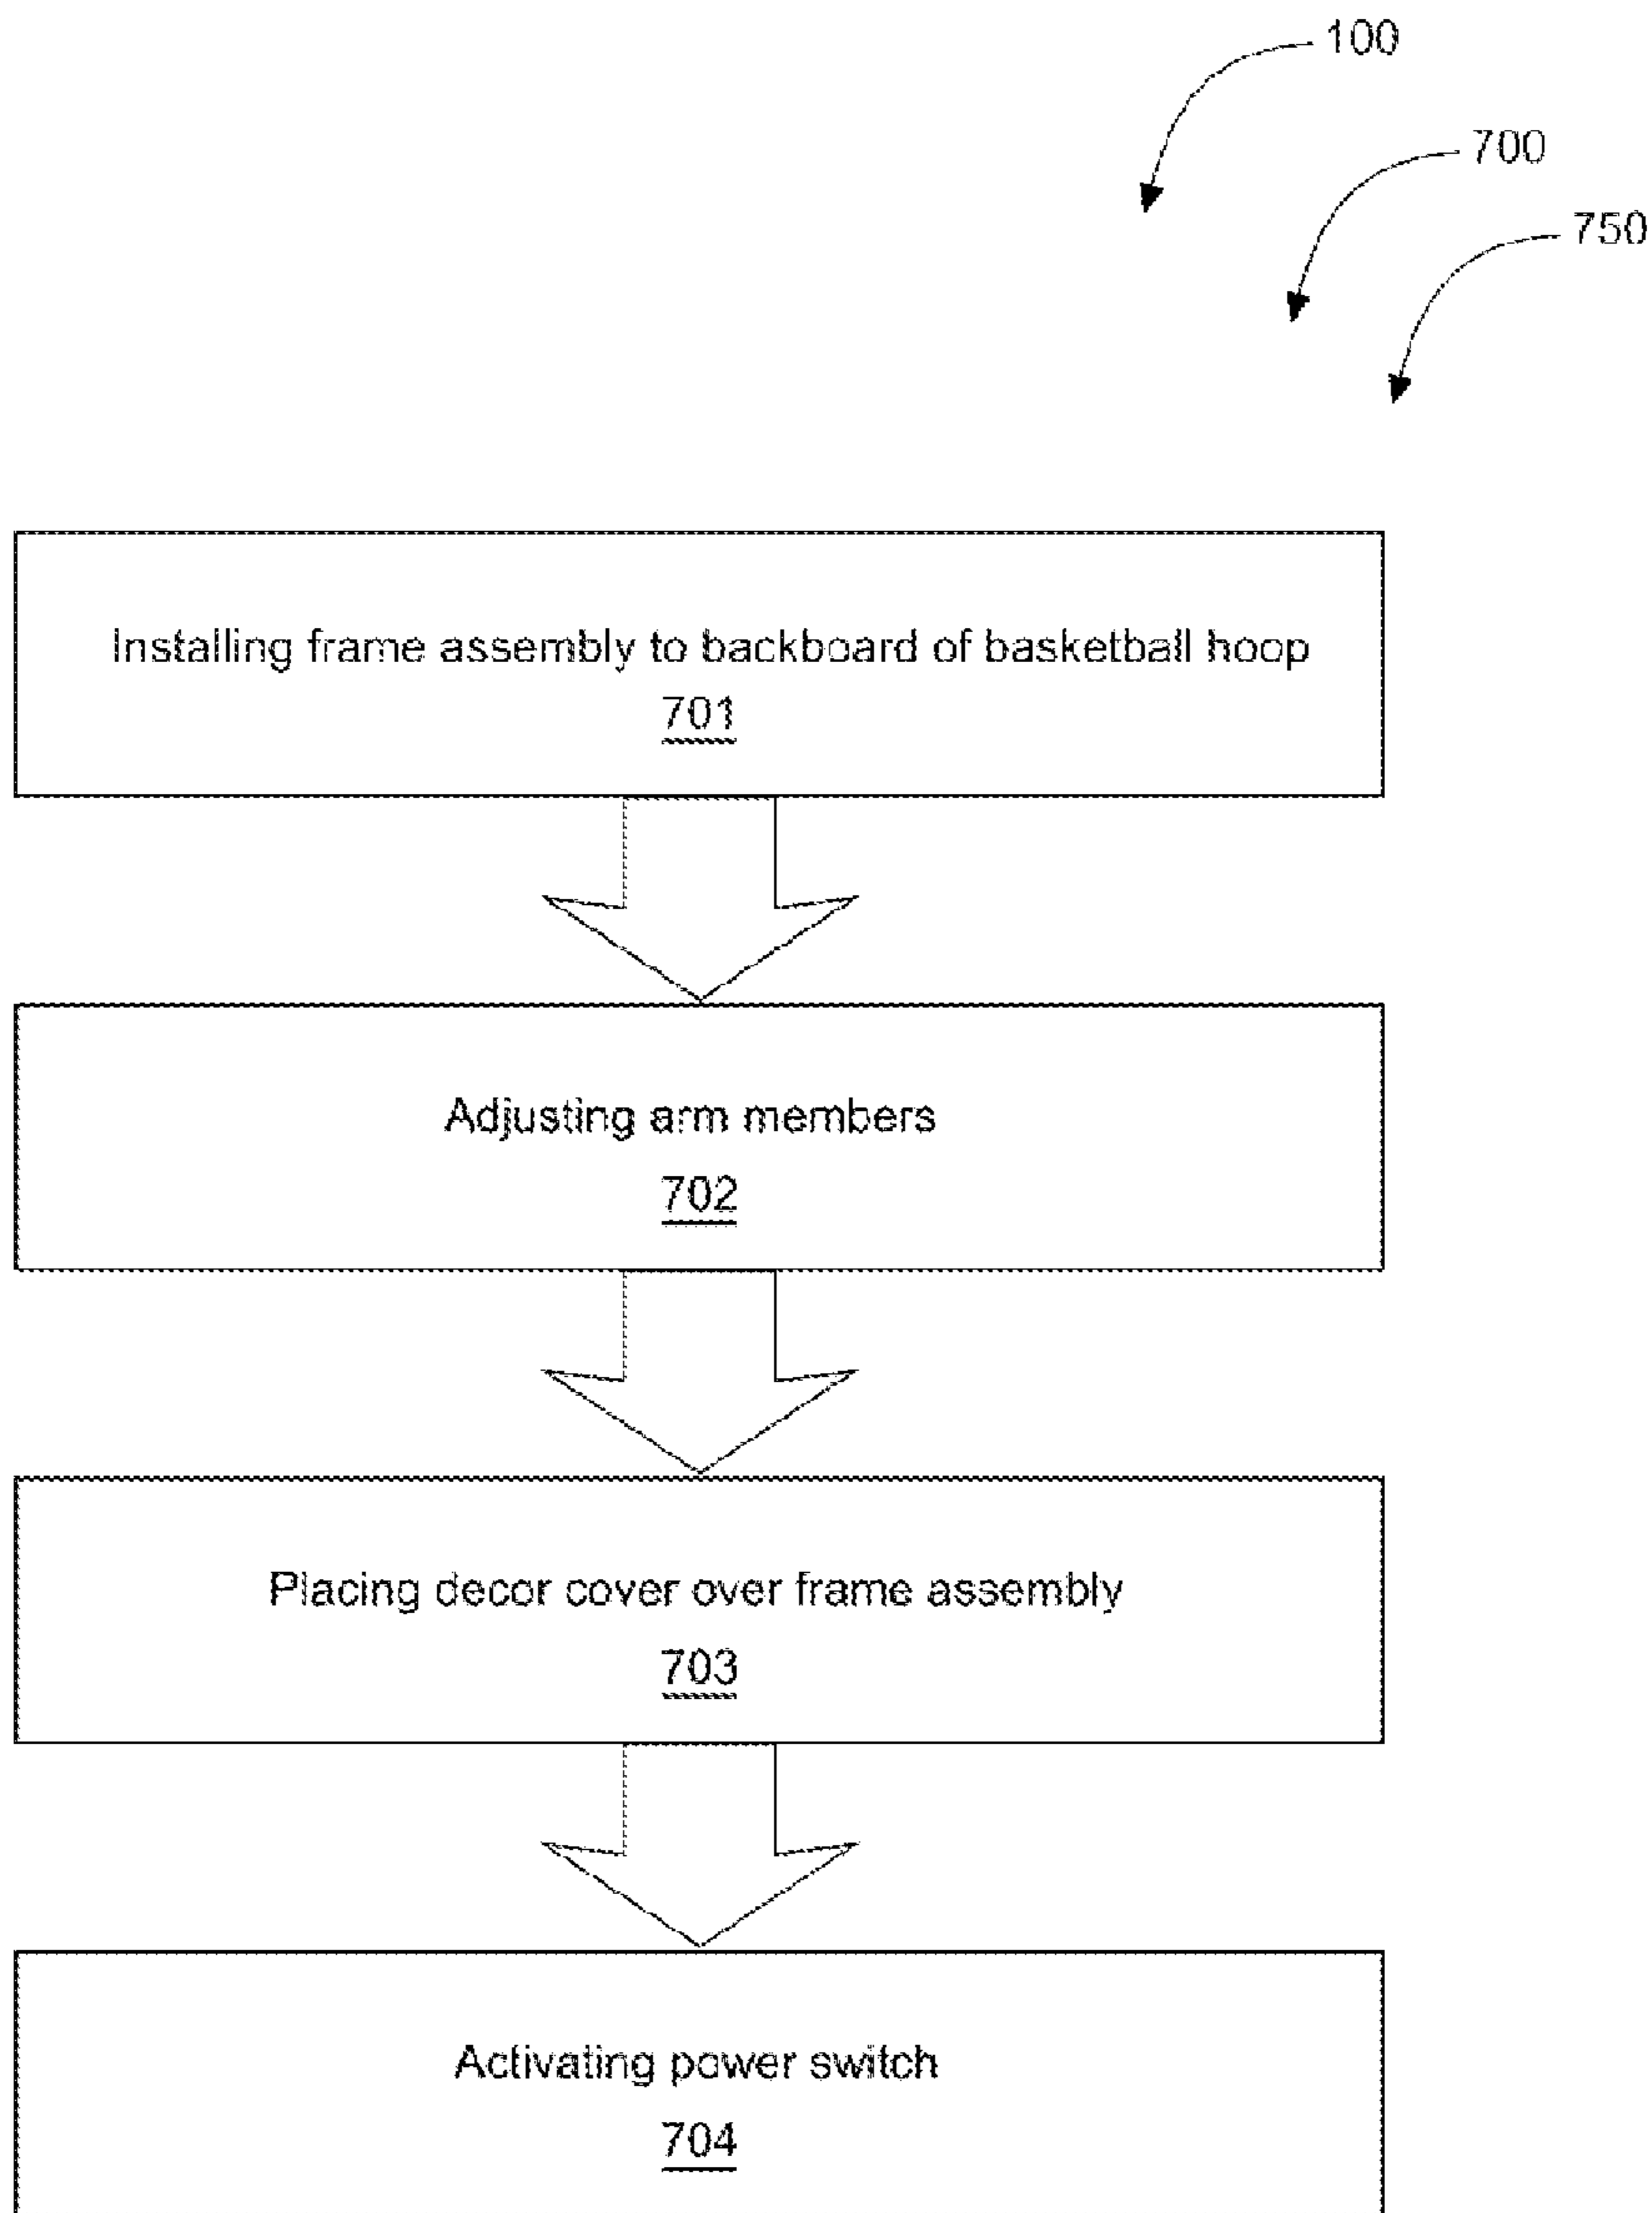 100
700
750
Installing frame assembly to backboard of basketball hoop
701
Adjusting arm members
702
Placing decor cover over frame assembly
703
Activating power switch
704